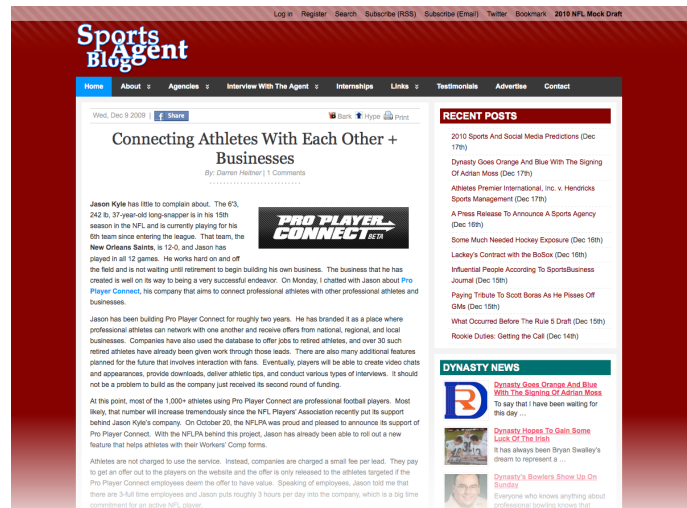 Log in Register Search Subscribe (RSS) Subscribe (Email) Twitter Bookmark 2010 NFL Mock Draft
Sports
Agent
Blog
Home About Agencies Interview With The Agent Internships Links Testimonials Advertise Contact
Wed, Dec 9 2009 | Share Bark Hype Print
Connecting Athletes With Each Other +
Businesses
By: Darren Heitner | 1 Comments
Jason Kyle has little to complain about. The 6'3,
242 lb, 37-year-old long-snapper is in his 15th
season in the NFL and is currently playing for his
6th team since entering the league. That team, the
New Orleans Saints, is 12-0, and Jason has
played in all 12 games. He works hard on and off
the field and is not waiting until retirement to begin building his own business. The business that he has
created is well on its way to being a very successful endeavor. On Monday, I chatted with Jason about Pro
Player Connect, his company that aims to connect professional athletes with other professional athletes and
businesses.
PRO PLAYER
CONNECT BETA
Jason has been building Pro Player Connect for roughly two years. He has branded it as a place where
professional athletes can network with one another and receive offers from national, regional, and local
businesses. Companies have also used the database to offer jobs to retired athletes, and over 30 such
retired athletes have already been given work through those leads. There are also many additional features
planned for the future that involves interaction with fans. Eventually, players will be able to create video chats
and appearances, provide downloads, deliver athletic tips, and conduct various types of interviews. It should
not be a problem to build as the company just received its second round of funding.
At this point, most of the 1,000+ athletes using Pro Player Connect are professional football players. Most
likely, that number will increase tremendously since the NFL Players' Association recently put its support
behind Jason Kyle's company. On October 20, the NFLPA was proud and pleased to announce its support of
Pro Player Connect. With the NFLPA behind this project, Jason has already been able to roll out a new
feature that helps athletes with their Workers' Comp forms.
Athletes are not charged to use the service. Instead, companies are charged a small fee per lead. They pay
to get an offer out to the players on the website and the offer is only released to the athletes targeted if the
Pro Player Connect employees deem the offer to have value. Speaking of employees, Jason told me that
there are 3-full time employees and Jason puts roughly 3 hours per day into the company, which is a big time
commitment for an active NFL player.
RECENT POSTS
2010 Sports And Social Media Predictions (Dec
17th)
Dynasty Goes Orange And Blue With The Signing
Of Adrian Moss (Dec 17th)
Athletes Premier International, Inc. v. Hendricks
Sports Management (Dec 17th)
A Press Release To Announce A Sports Agency
(Dec 16th)
Some Much Needed Hockey Exposure (Dec 16th)
Lackey's Contract with the BoSox (Dec 16th)
Influential People According To SportsBusiness
Journal (Dec 15th)
Paying Tribute To Scott Boras As He Pisses Off
GMs (Dec 15th)
What Occurred Before The Rule 5 Draft (Dec 15th)
Rookie Duties: Getting the Call (Dec 14th)
DYNASTY NEWS
Dynasty Goes Orange And Blue
With The Signing Of Adrian Moss
To say that I have been waiting for
this day ...
Dynasty Hopes To Gain Some
Luck Of The Irish
It has always been Bryan Swalley's
dream to represent a ...
Dynasty's Bowlers Show Up On
Sunday
Everyone who knows anything about
professional bowling knows that